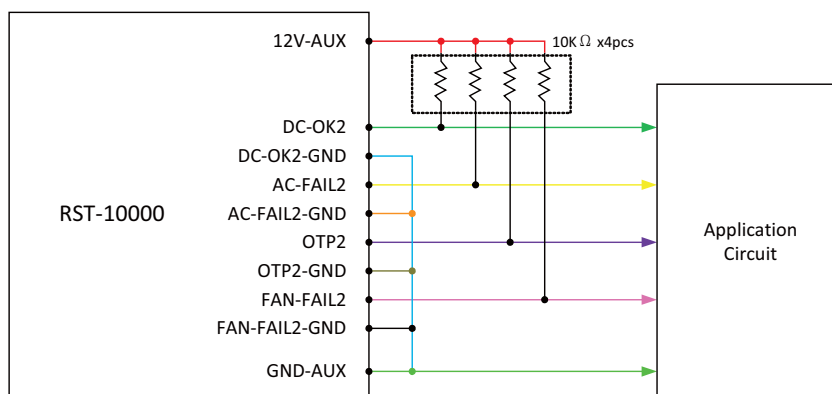 12V-AUX
10KΩ x4pcs
DC-OK2
DC-OK2-GND
AC-FAIL2
RST-10000
AC-FAIL2-GND
Application
Circuit
OTP2
OTP2-GND
FAN-FAIL2
FAN-FAIL2-GND
GND-AUX